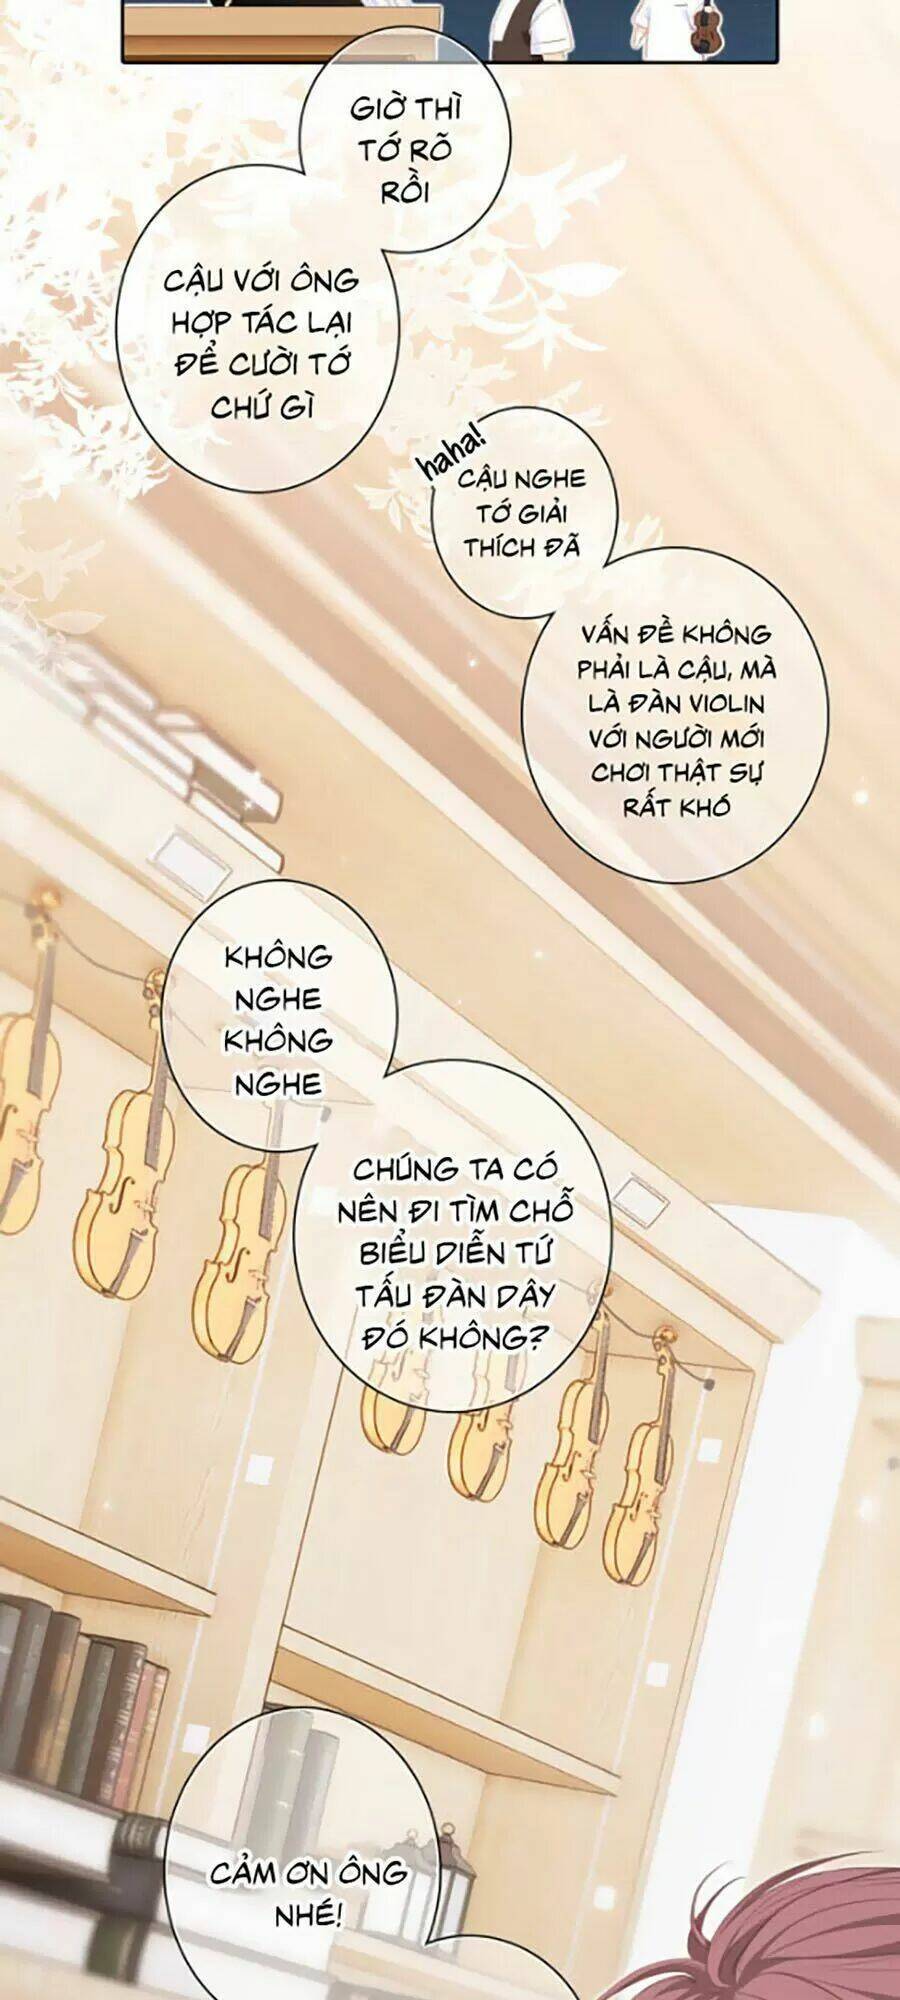 GIỜ THÌ
TỚ RÕ
RỒI
CẬU VỚI ÔNG
HỢP TÁC LẠI
ĐỂ CƯỜI TỚ
CHỨ GÌ
haha!
CẬU NGHE
TỚ GIẢI
THÍCH ĐÃ
VẤN ĐỀ KHÔNG
PHẢI LÀ CẬU, MÀ
LÀ ĐÀN VIOLIN
VỚI NGƯỜI MỚI
CHƠI THẬT SỰ
RẤT KHÓ
KHÔNG
NGHE
KHÔNG
NGHE
CHÚNG TA CÓ
NÊN ĐI TÌM CHỖ
BIỂU DIỄN TỨ
TẤU ĐÀN DÂY
ĐÓ KHÔNG?
CẢM ƠN ÔNG
NHÉ!